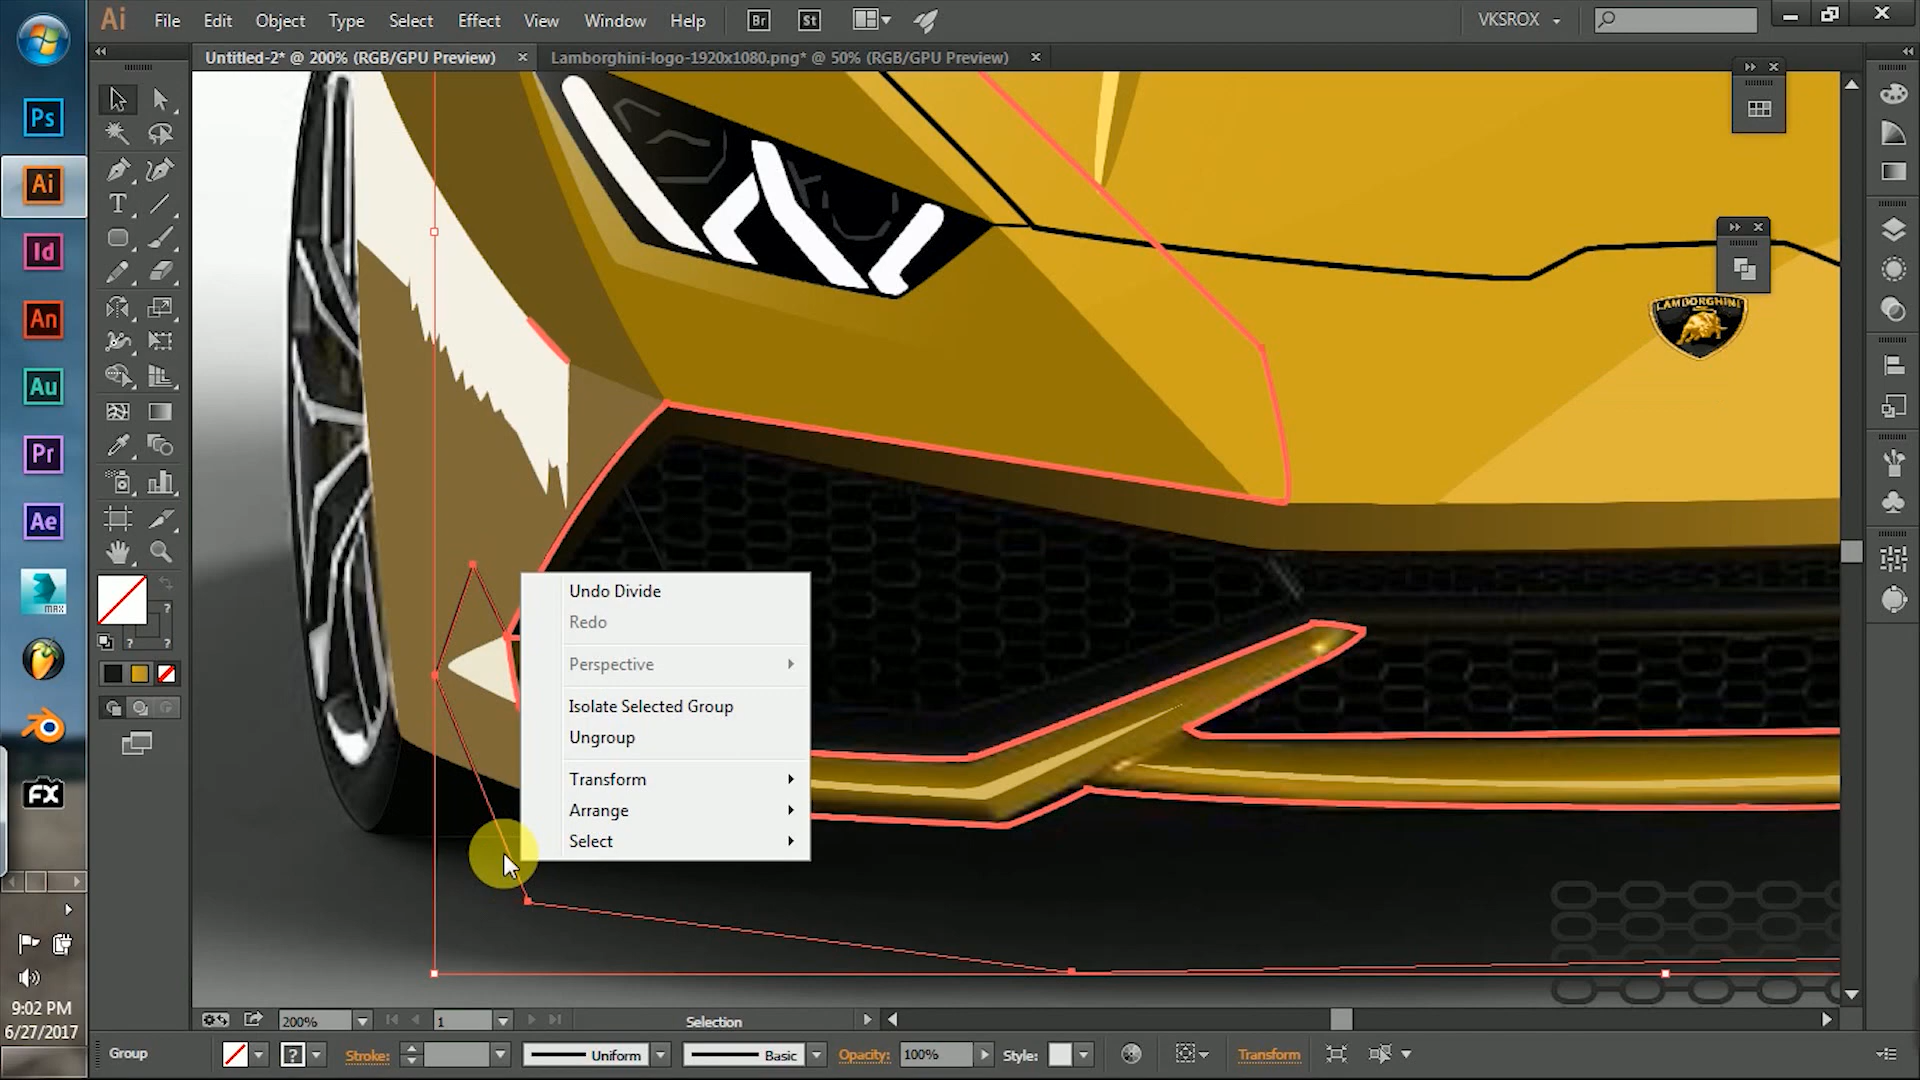 Ai File Edit Object Type Select Effect View Window Help Br St VKSROX
Untitled-2* @ 200% (RGB/GPU Preview) × Lamborghini-logo-1920x1080.png* @ 50% (RGB/GPU Preview) ×
Ps
Ai
Id
An
Au
Pr
Ae
MAX
FX
T
LAMBORGHINI
?
? ?
Undo Divide
Redo
Perspective
Isolate Selected Group
Ungroup
Transform
Arrange
Select
9:02 PM
6/27/2017
200% 1 Selection
Group ? Stroke: Uniform Basic Opacity: 100% Style: Transform